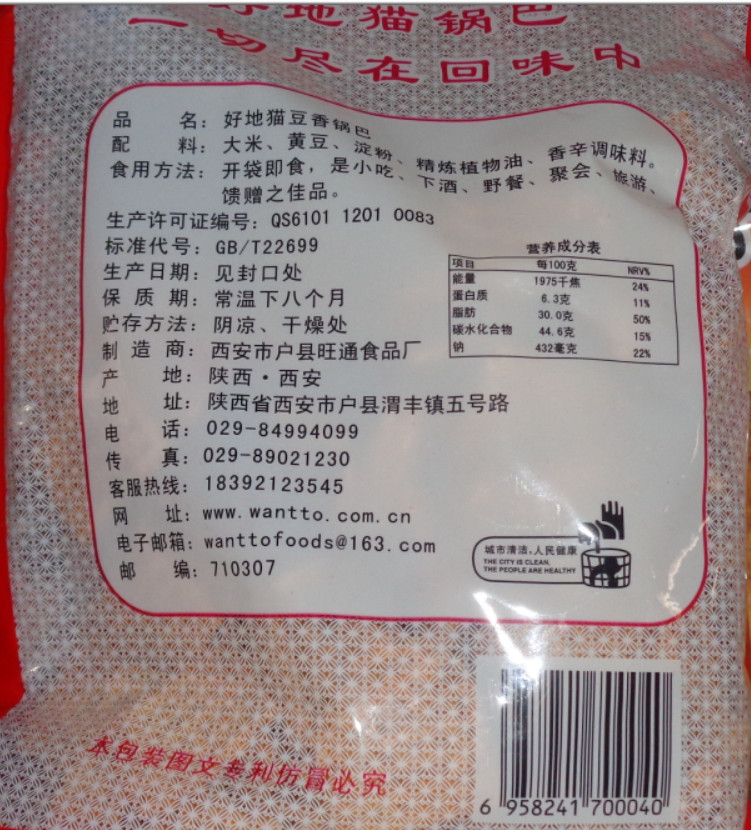 好地猫锅巴
一切尽在回味中
品 名：好地猫豆香锅巴
配 料：大米、黄豆、淀粉、精炼植物油、香辛调味料。
食用方法：开袋即食，是小吃、下酒、野餐、聚会、旅游、
馈赠之佳品。
生产许可证编号：QS6101 1201 0083
标准代号：GB/T22699
生产日期：见封口处
保 质 期：常温下八个月
贮存方法：阴凉、干燥处
制 造 商：西安市户县旺通食品厂
产 地：陕西·西安
地 址：陕西省西安市户县渭丰镇五号路
电 话：029-84994099
传 真：029-89021230
客服热线：18392123545
网 址：www.wantto.com.cn
电子邮箱：wanttofoods@163.com
邮 编：710307
营养成分表
项目 每100克 NRV%
能量 1975千焦 24%
蛋白质 6.3克 11%
脂肪 30.0克 50%
碳水化合物 44.6克 15%
钠 432毫克 22%
城市清洁，人民健康
THE CITY IS CLEAN,
THE PEOPLE ARE HEALTHY
本包装图文专利仿冒必究
6 958241 700040